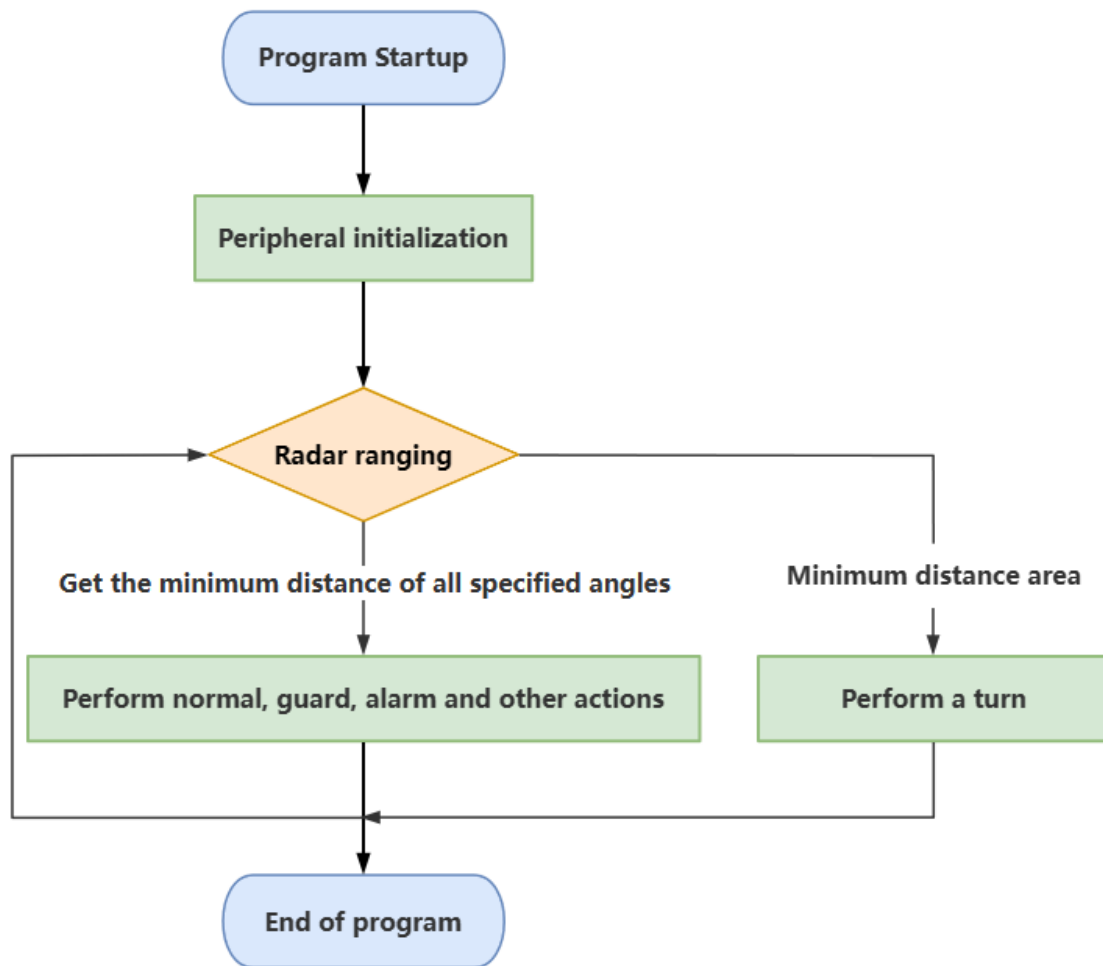 Program Startup
Peripheral initialization
Radar ranging
Get the minimum distance of all specified angles
Minimum distance area
Perform normal, guard, alarm and other actions
Perform a turn
End of program